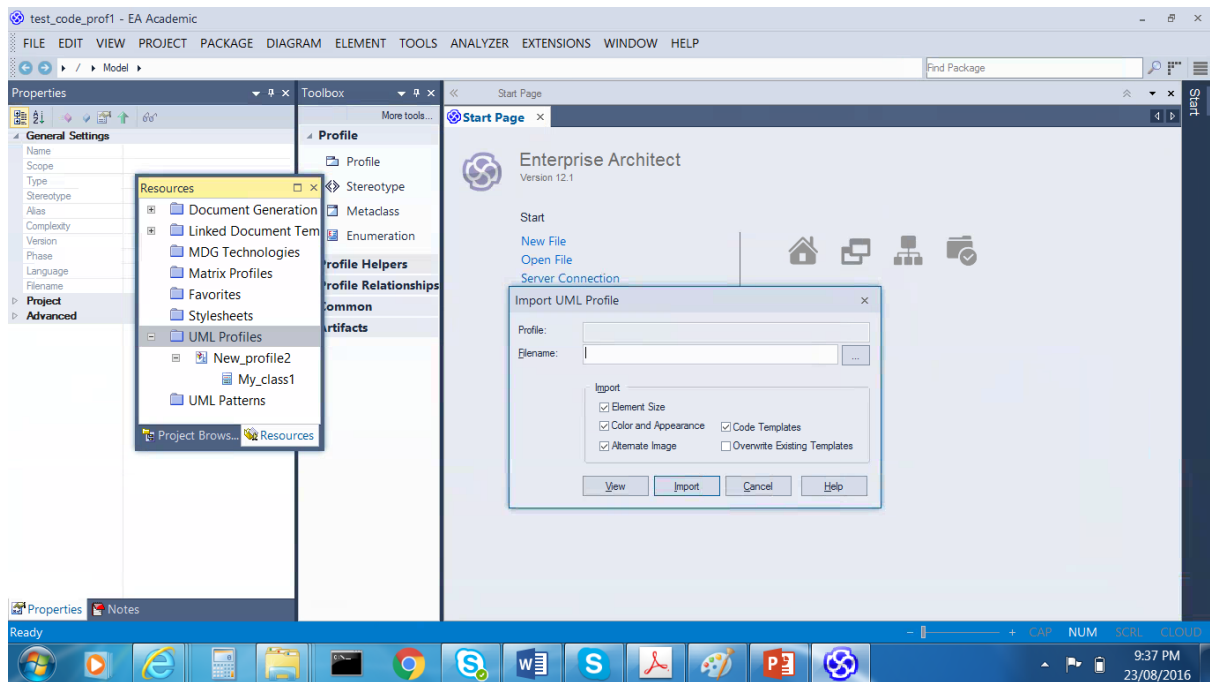 test_code_prof1 - EA Academic
FILE EDIT VIEW PROJECT PACKAGE DIAGRAM ELEMENT TOOLS ANALYZER EXTENSIONS WINDOW HELP
/ Model
Find Package
Properties
General Settings
Name
Scope
Type
Stereotype
Alias
Complexity
Version
Phase
Language
Filename
Project
Advanced
Properties Notes
Resources
Document Generation
Linked Document Tem
MDG Technologies
Matrix Profiles
Favorites
Stylesheets
UML Profiles
New_profile2
My_class1
UML Patterns
Project Brows... Resources
Toolbox
More tools...
Profile
Profile
Stereotype
Metaclass
Enumeration
Profile Helpers
Profile Relationships
Common
Artifacts
Start Page
Start Page
Start
Enterprise Architect
Version 12.1
Start
New File
Open File
Server Connection
Import UML Profile
Profile:
Filename:
...
Import
Element Size
Color and Appearance Code Templates
Alternate Image Overwrite Existing Templates
View Import Cancel Help
Ready
CAP NUM SCRL CLOUD
9:37 PM
23/08/2016